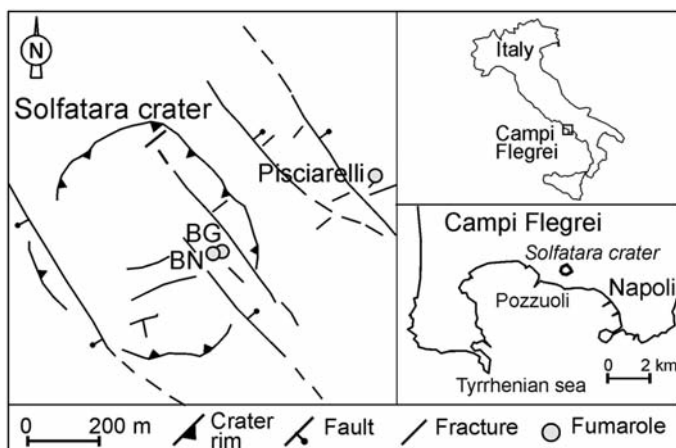 N
Solfatara crater
Pisciarelli
BG
BN
Italy
Campi
Flegrei
Campi Flegrei
Solfatara crater
Pozzuoli
Napoli
Tyrrhenian sea
0 2 km
0 200 m
Crater
rim
Fault
Fracture
Fumarole